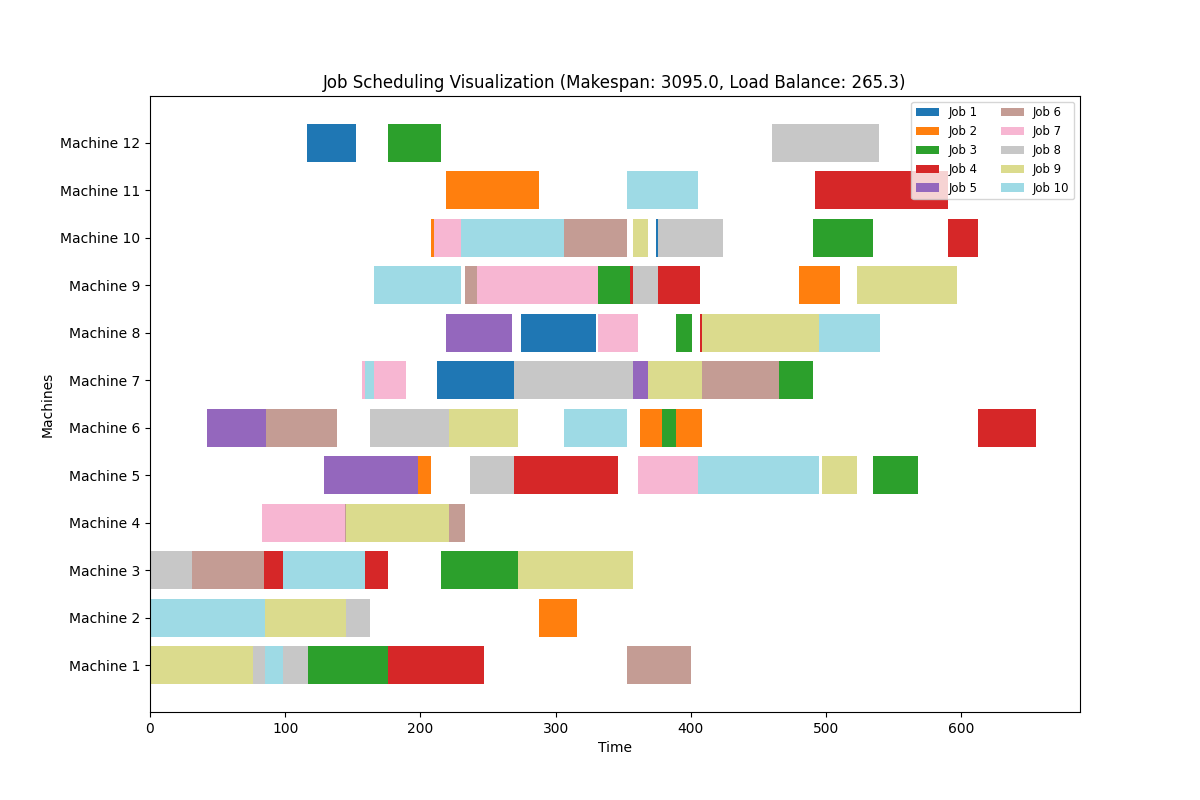 Job Scheduling Visualization (Makespan: 3095.0, Load Balance: 265.3)
Job 1
Job 2
Job 3
Job 4
Job 5
Job 6
Job 7
Job 8
Job 9
Job 10
Machines
Machine 12
Machine 11
Machine 10
Machine 9
Machine 8
Machine 7
Machine 6
Machine 5
Machine 4
Machine 3
Machine 2
Machine 1
0 100 200 300 400 500 600
Time